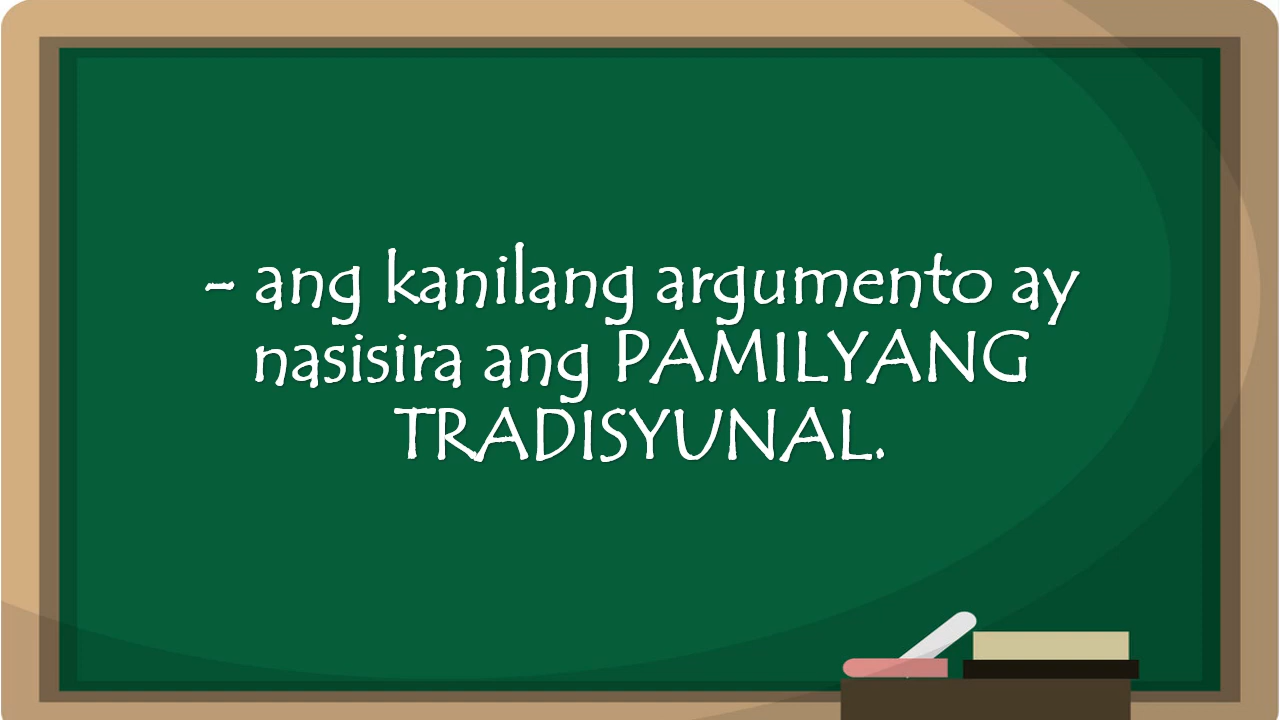 - ang kanilang argumento ay
nasisira ang PAMILYANG
TRADISYUNAL.